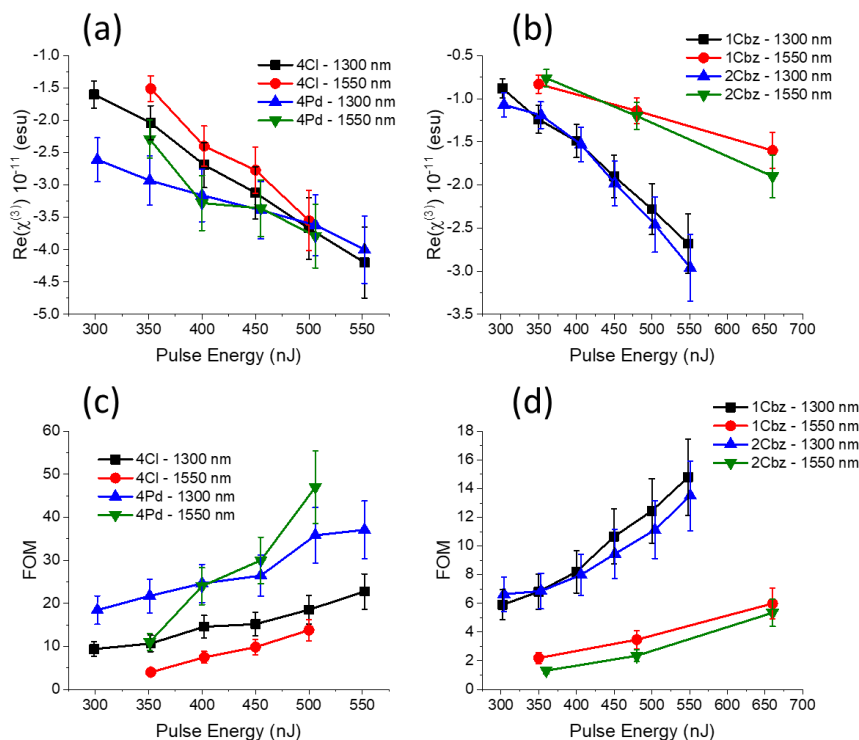 (a)
-1.0
-1.5
-2.0
-2.5
-3.0
-3.5
-4.0
-4.5
-5.0
Re(χ⁽³⁾) 10⁻¹¹ (esu)
4Cl - 1300 nm
4Cl - 1550 nm
4Pd - 1300 nm
4Pd - 1550 nm
300 350 400 450 500 550
Pulse Energy (nJ)
(b)
-0.5
-1.0
-1.5
-2.0
-2.5
-3.0
-3.5
Re(χ⁽³⁾) 10⁻¹¹ (esu)
1Cbz - 1300 nm
1Cbz - 1550 nm
2Cbz - 1300 nm
2Cbz - 1550 nm
300 350 400 450 500 550 600 650 700
Pulse Energy (nJ)
(c)
60
50
40
30
20
10
0
FOM
4Cl - 1300 nm
4Cl - 1550 nm
4Pd - 1300 nm
4Pd - 1550 nm
300 350 400 450 500 550
Pulse Energy (nJ)
(d)
18
16
14
12
10
8
6
4
2
0
FOM
1Cbz - 1300 nm
1Cbz - 1550 nm
2Cbz - 1300 nm
2Cbz - 1550 nm
300 350 400 450 500 550 600 650 700
Pulse Energy (nJ)